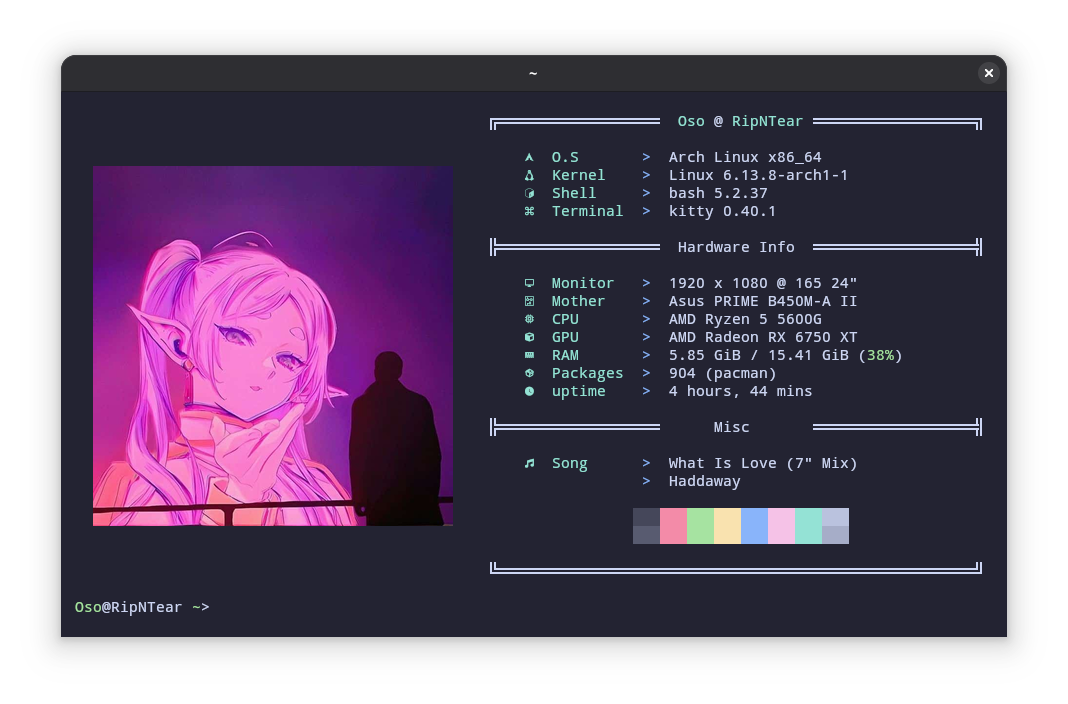 ~
Oso @ RipNTear
O.S > Arch Linux x86_64
Kernel > Linux 6.13.8-arch1-1
Shell > bash 5.2.37
Terminal > kitty 0.40.1
Hardware Info
Monitor > 1920 x 1080 @ 165 24"
Mother > Asus PRIME B450M-A II
CPU > AMD Ryzen 5 5600G
GPU > AMD Radeon RX 6750 XT
RAM > 5.85 GiB / 15.41 GiB (38%)
Packages > 904 (pacman)
uptime > 4 hours, 44 mins
Misc
Song > What Is Love (7" Mix)
> Haddaway
Oso@RipNTear ~>